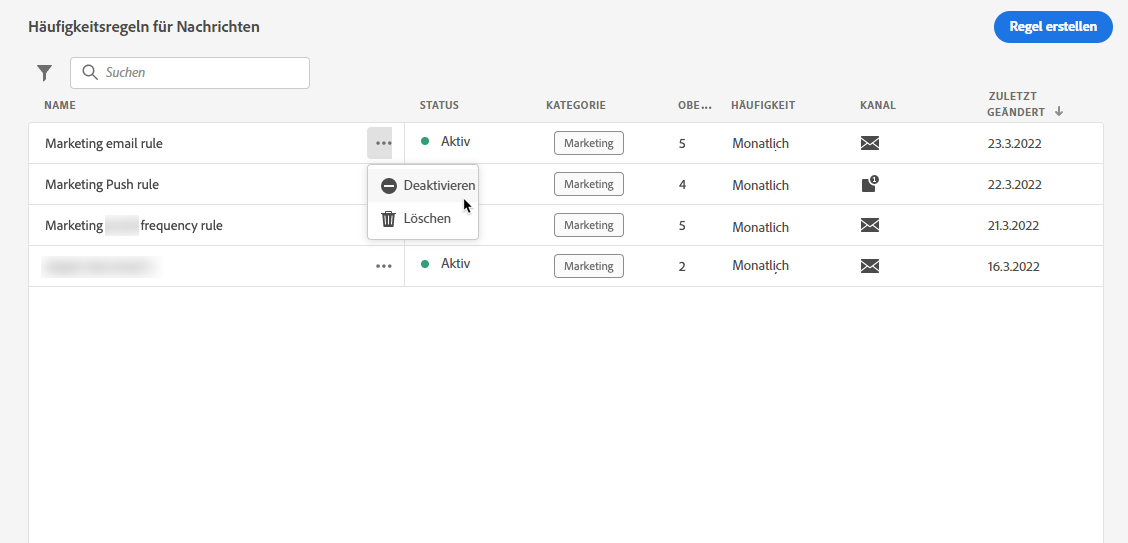 Häufigkeitsregeln für Nachrichten
Regel erstellen
Suchen
NAME STATUS KATEGORIE OBE... HÄUFIGKEIT KANAL ZULETZT GEÄNDERT
Marketing email rule ... Aktiv Marketing 5 Monatlich 23.3.2022
Marketing Push rule Marketing 4 Monatlich 1 22.3.2022
Marketing frequency rule Marketing 5 Monatlich 21.3.2022
... Aktiv Marketing 2 Monatlich 16.3.2022
Deaktivieren
Löschen